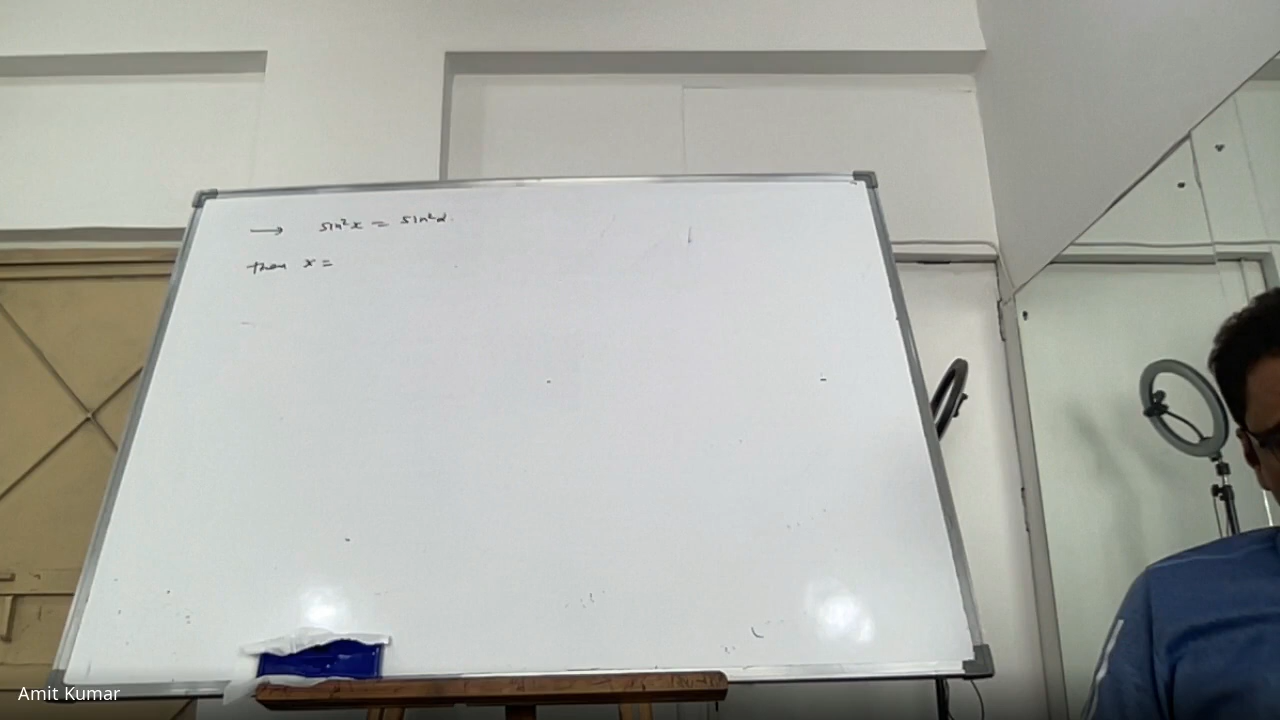 → sin²x = sin²α.
then x =
Amit Kumar